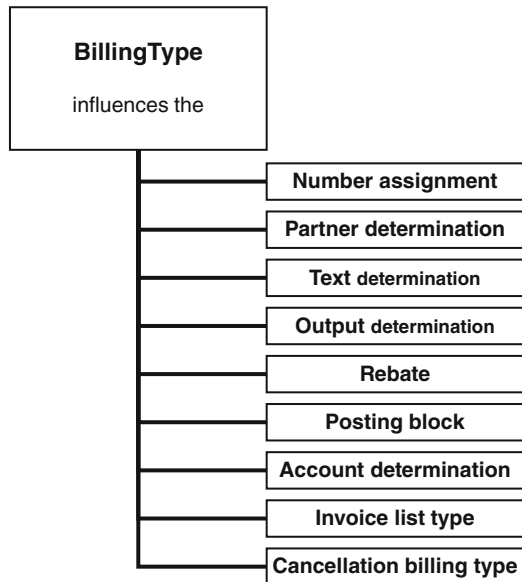 BillingType
influences the
Number assignment
Partner determination
Text determination
Output determination
Rebate
Posting block
Account determination
Invoice list type
Cancellation billing type